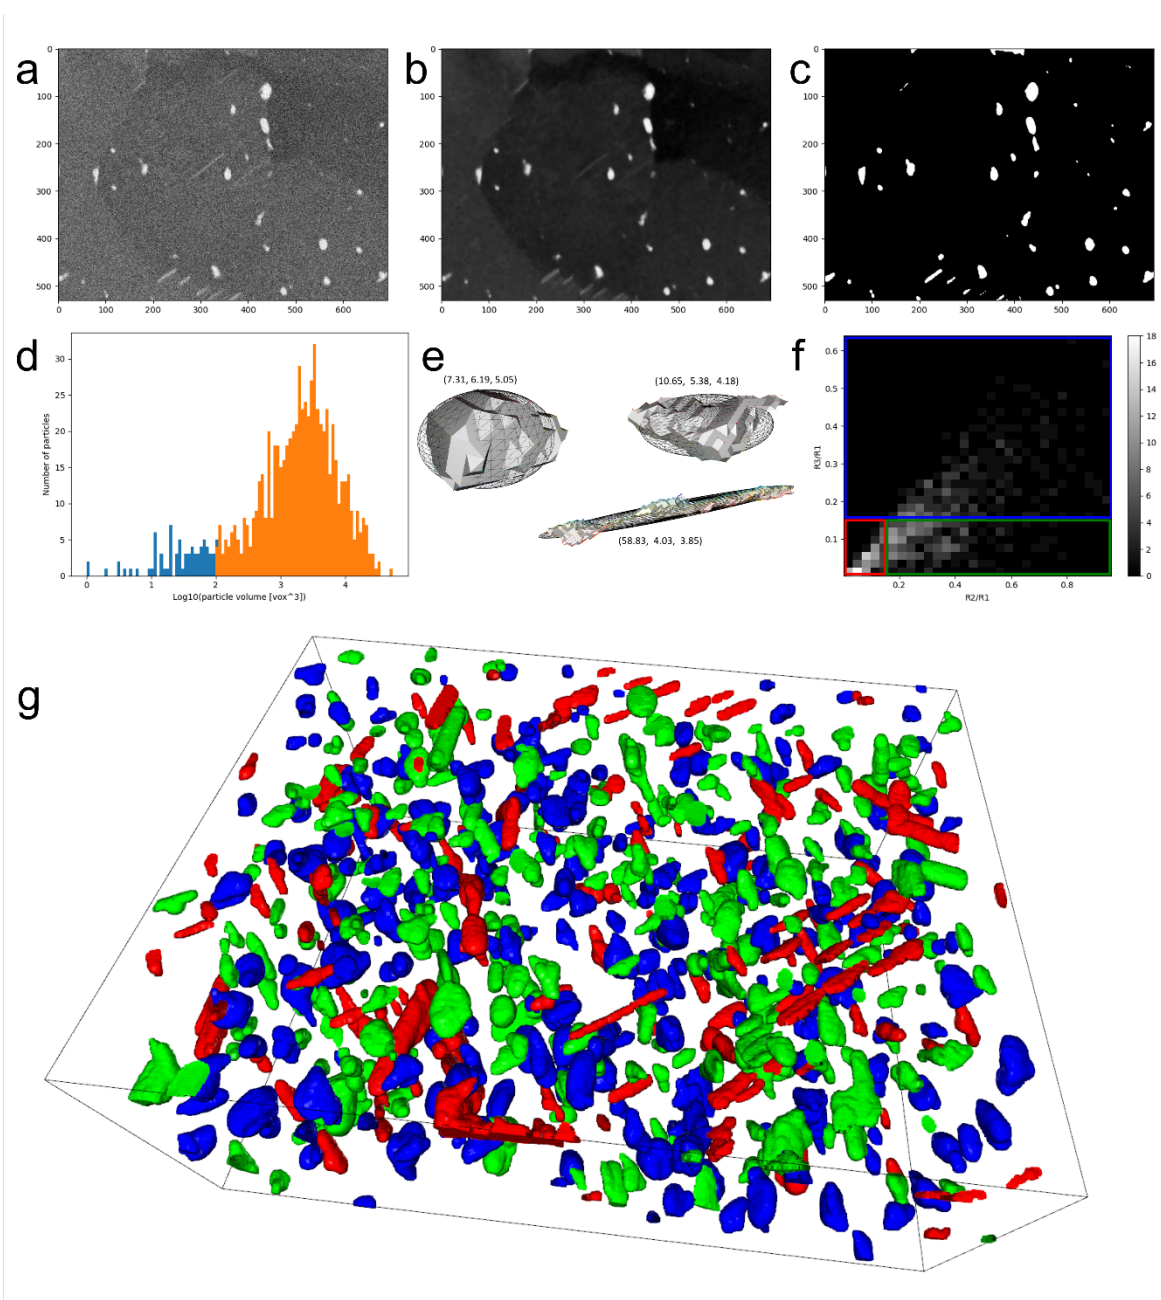 a
b
c
0
100
200
300
400
500
0 100 200 300 400 500 600
0
100
200
300
400
500
0 100 200 300 400 500 600
0
100
200
300
400
500
0 100 200 300 400 500 600
d
30
25
20
15
10
5
0
Number of particles
0 1 2 3 4
Log10(particle volume [vox^3])
e
(7.31, 6.19, 5.05)
(10.65, 5.38, 4.18)
(58.83, 4.03, 3.85)
f
0.6
0.5
0.4
0.3
0.2
0.1
R3/R1
0.2 0.4 0.6 0.8
R2/R1
18
16
14
12
10
8
6
4
2
0
g